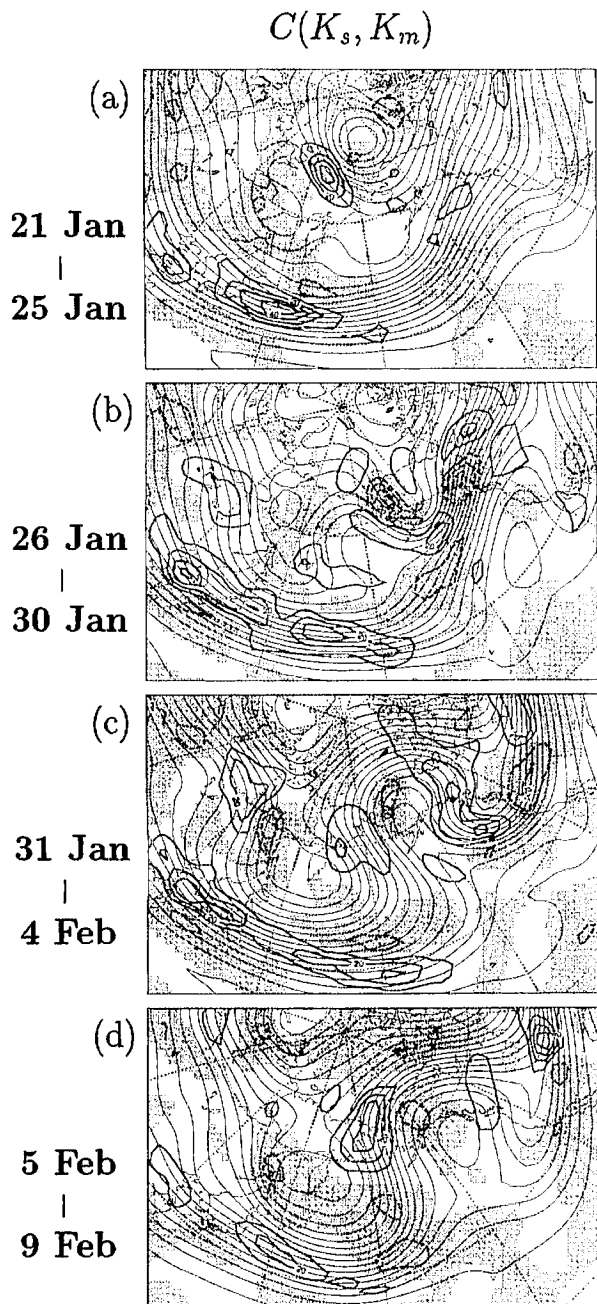 C(K_s, K_m)
(a)
21 Jan
|
25 Jan
(b)
26 Jan
|
30 Jan
(c)
31 Jan
|
4 Feb
(d)
5 Feb
|
9 Feb